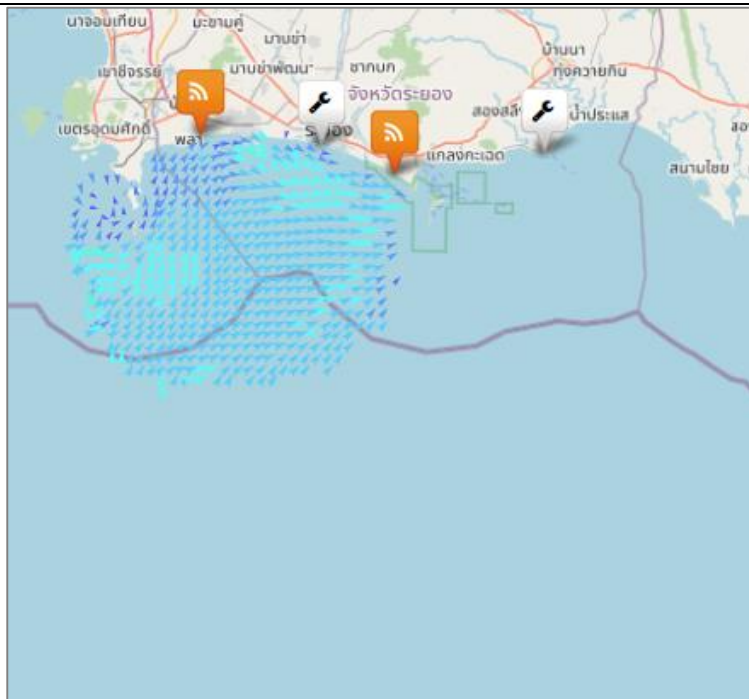 นาจอมเทียน
มะขามคู่
มาบข่า
ชากบก
บ้านนา
เขาชีจรรย์
มาบข่าพัฒนา
ทุ่งควายกิน
จังหวัดระยอง
น้ำประแส
เขตรอุดมศักดิ์
พลา
แกลงกะเฉด
สนามไชย